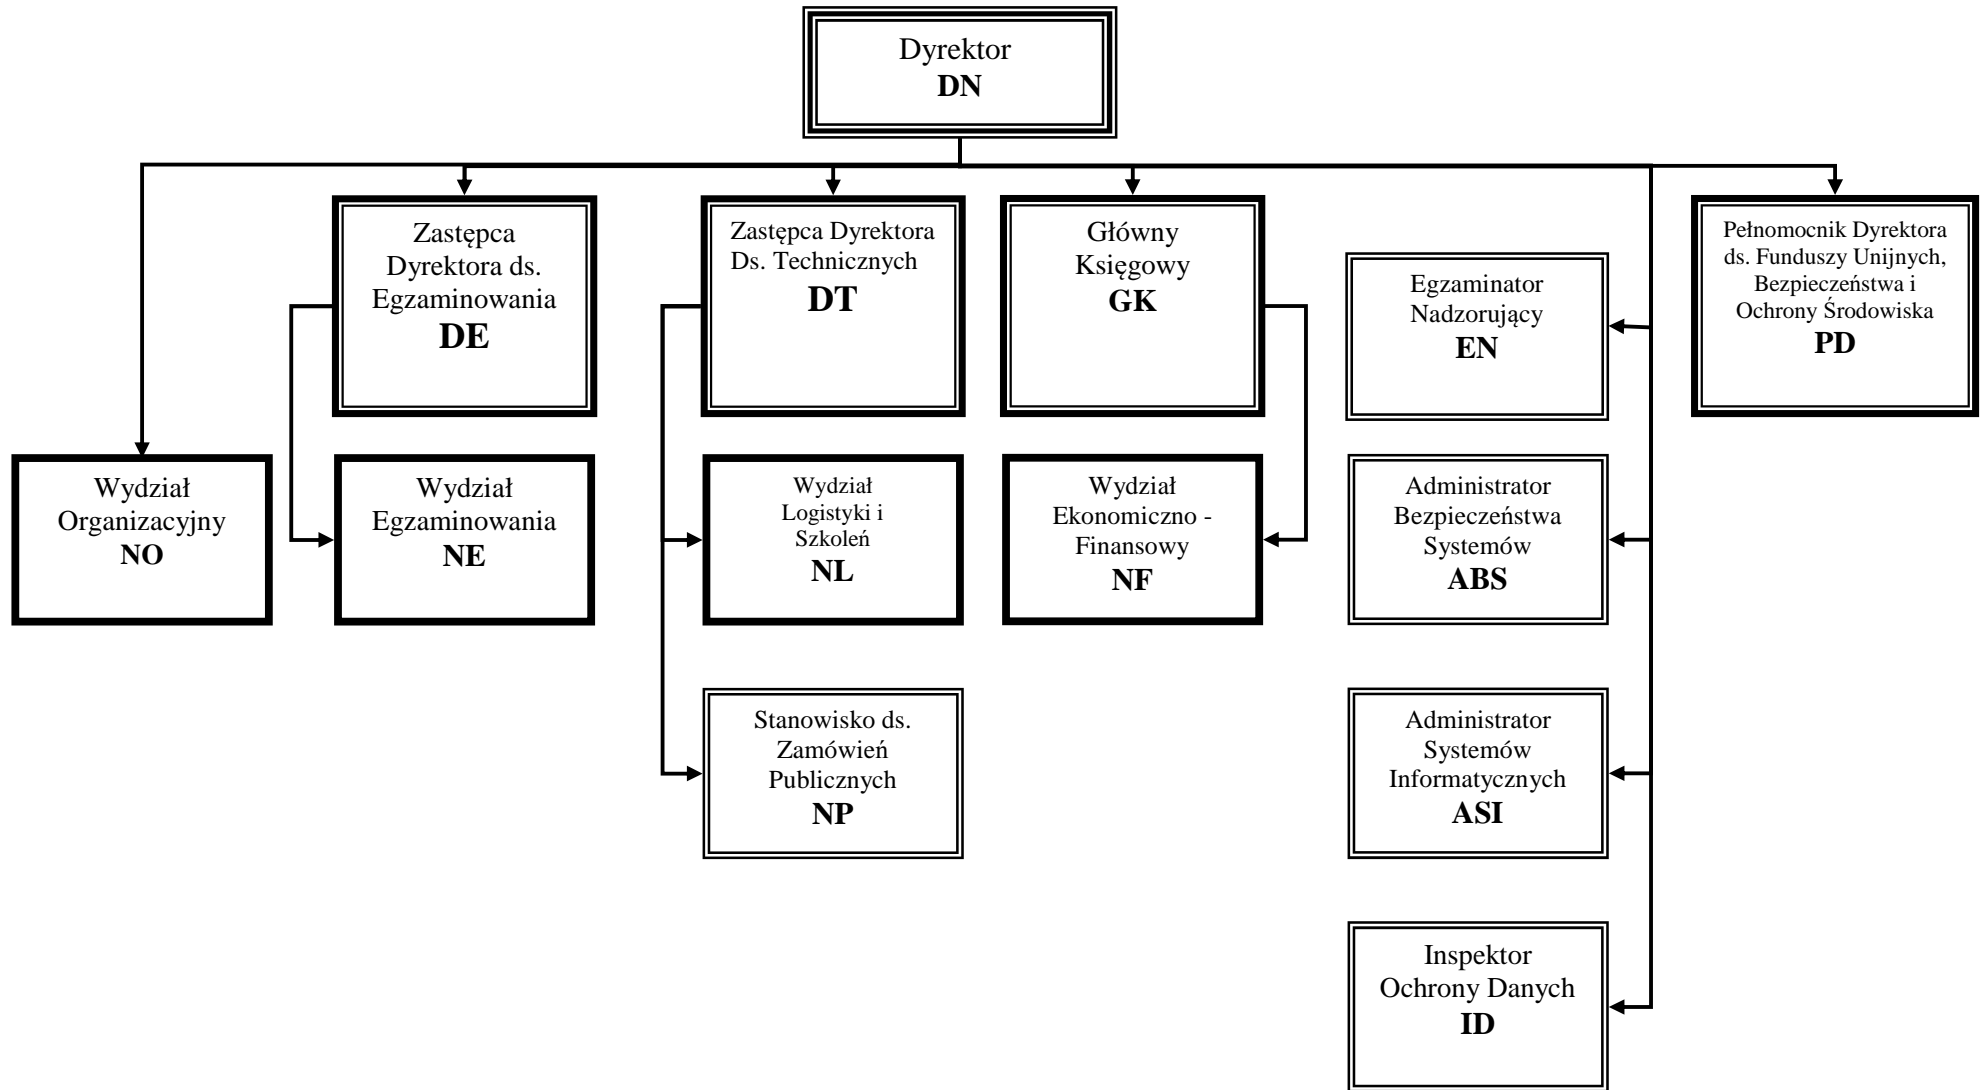 Dyrektor
DN
Zastępca
Dyrektora ds.
Egzaminowania
DE
Zastępca Dyrektora
Ds. Technicznych
DT
Główny
Księgowy
GK
Egzaminator
Nadzorujący
EN
Pełnomocnik Dyrektora
ds. Funduszy Unijnych,
Bezpieczeństwa i
Ochrony Środowiska
PD
Wydział
Organizacyjny
NO
Wydział
Egzaminowania
NE
Wydział
Logistyki i
Szkoleń
NL
Wydział
Ekonomiczno -
Finansowy
NF
Administrator
Bezpieczeństwa
Systemów
ABS
Stanowisko ds.
Zamówień
Publicznych
NP
Administrator
Systemów
Informatycznych
ASI
Inspektor
Ochrony Danych
ID